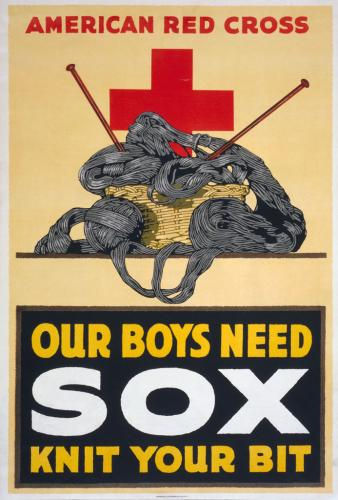 AMERICAN RED CROSS
OUR BOYS NEED
SOX
KNIT YOUR BIT